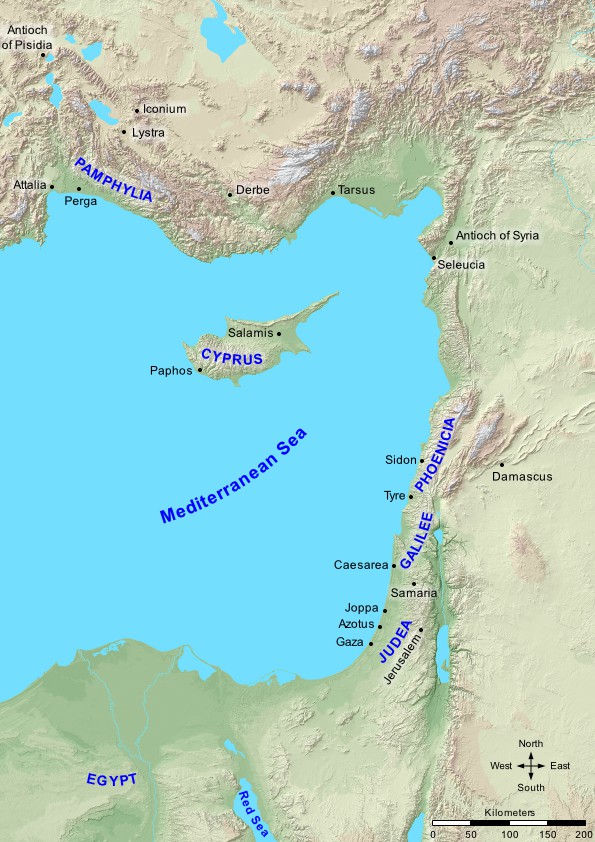 Antioch
of Pisidia
Iconium
Lystra
PAMPHYLIA
Attalia
Perga
Derbe
Tarsus
Antioch of Syria
Seleucia
Salamis
CYPRUS
Paphos
Mediterranean Sea
PHOENICIA
Sidon
Damascus
Tyre
GALILEE
Caesarea
Samaria
Joppa
Azotus
Gaza
JUDEA
Jerusalem
EGYPT
Red Sea
North
West
East
South
Kilometers
0 50 100 150 200